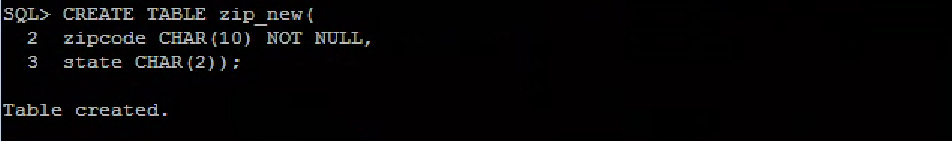 SQL> CREATE TABLE zip_new(
  2  zipcode CHAR(10) NOT NULL,
  3  state CHAR(2));
Table created.